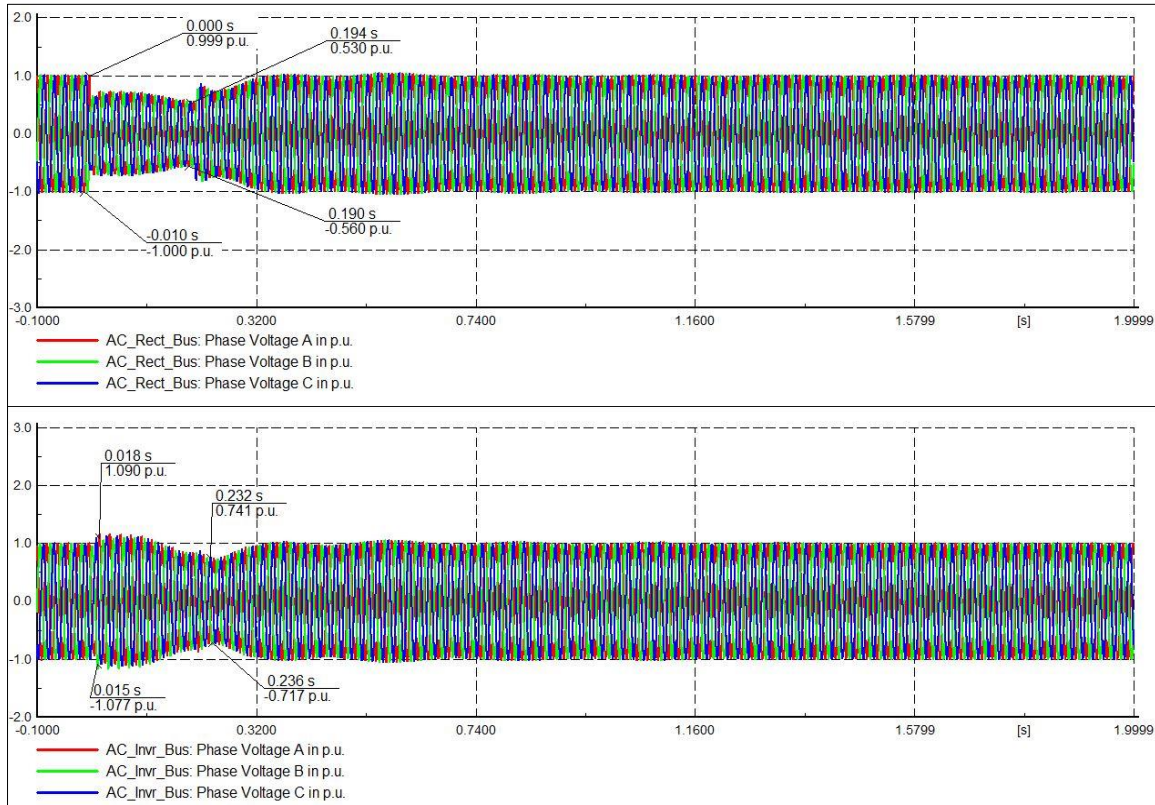 2.0
0.000 s
0.999 p.u.
0.194 s
0.530 p.u.
1.0
0.0
-1.0
0.190 s
-0.560 p.u.
-0.010 s
-1.000 p.u.
-2.0
-3.0
-0.1000 0.3200 0.7400 1.1600 1.5799 [s] 1.9999
AC_Rect_Bus: Phase Voltage A in p.u.
AC_Rect_Bus: Phase Voltage B in p.u.
AC_Rect_Bus: Phase Voltage C in p.u.
3.0
0.018 s
1.090 p.u.
2.0
0.232 s
0.741 p.u.
1.0
0.0
-1.0
0.015 s
-1.077 p.u.
0.236 s
-0.717 p.u.
-2.0
-0.1000 0.3200 0.7400 1.1600 1.5799 [s] 1.9999
AC_Invr_Bus: Phase Voltage A in p.u.
AC_Invr_Bus: Phase Voltage B in p.u.
AC_Invr_Bus: Phase Voltage C in p.u.